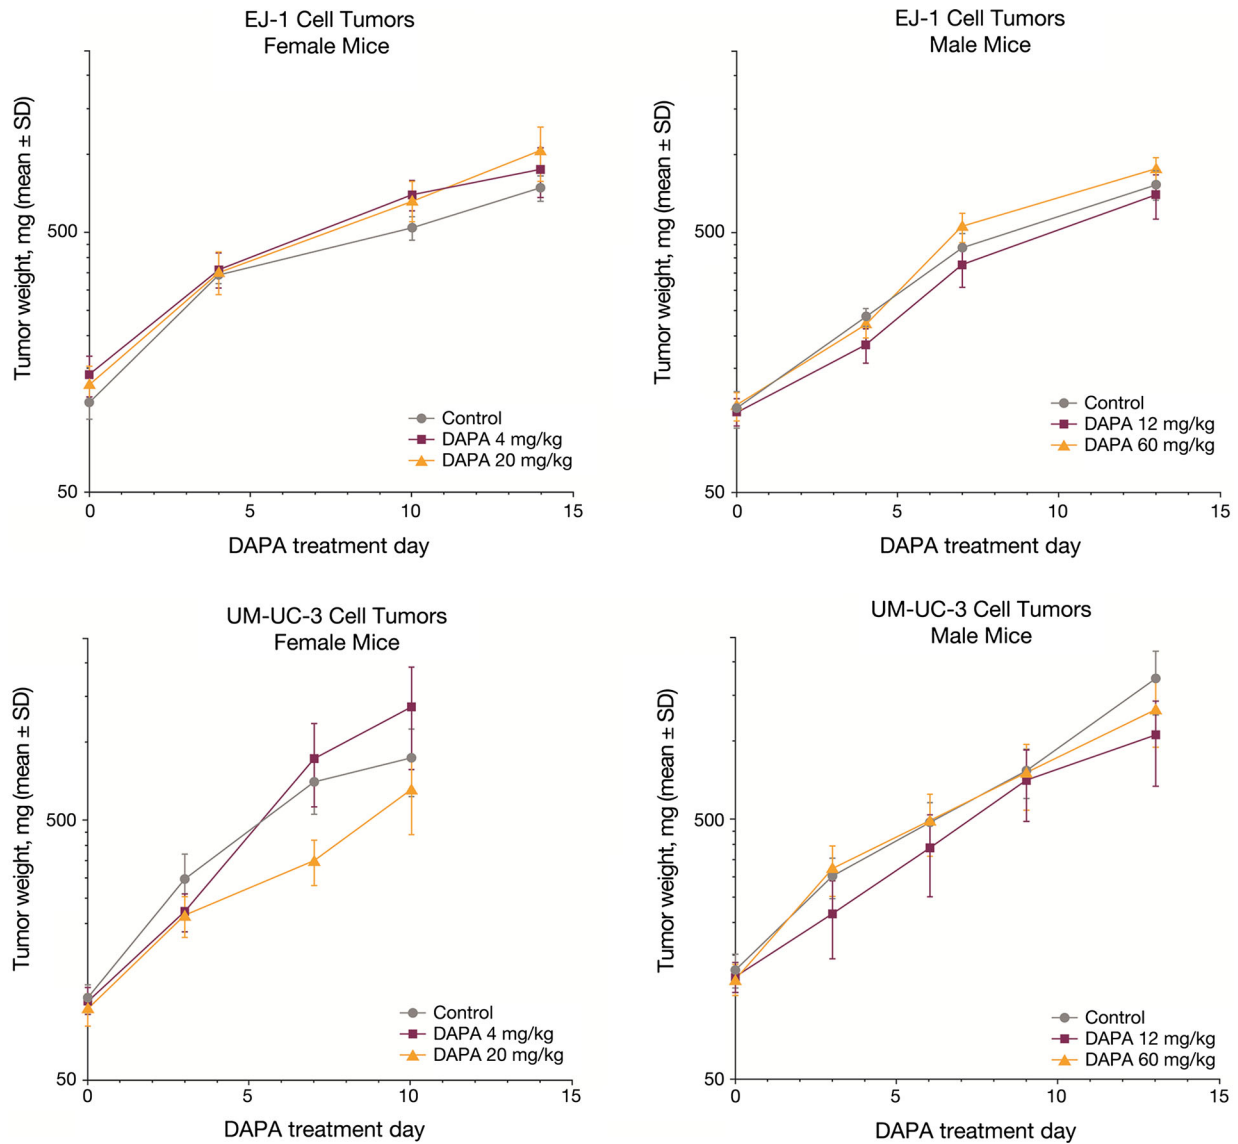 EJ-1 Cell Tumors
Female Mice
Tumor weight, mg (mean ± SD)
500
50
0
5
10
15
Control
DAPA 4 mg/kg
DAPA 20 mg/kg
DAPA treatment day
EJ-1 Cell Tumors
Male Mice
Tumor weight, mg (mean ± SD)
500
50
0
5
10
15
Control
DAPA 12 mg/kg
DAPA 60 mg/kg
DAPA treatment day
UM-UC-3 Cell Tumors
Female Mice
Tumor weight, mg (mean ± SD)
500
50
0
5
10
15
Control
DAPA 4 mg/kg
DAPA 20 mg/kg
DAPA treatment day
UM-UC-3 Cell Tumors
Male Mice
Tumor weight, mg (mean ± SD)
500
50
0
5
10
15
Control
DAPA 12 mg/kg
DAPA 60 mg/kg
DAPA treatment day